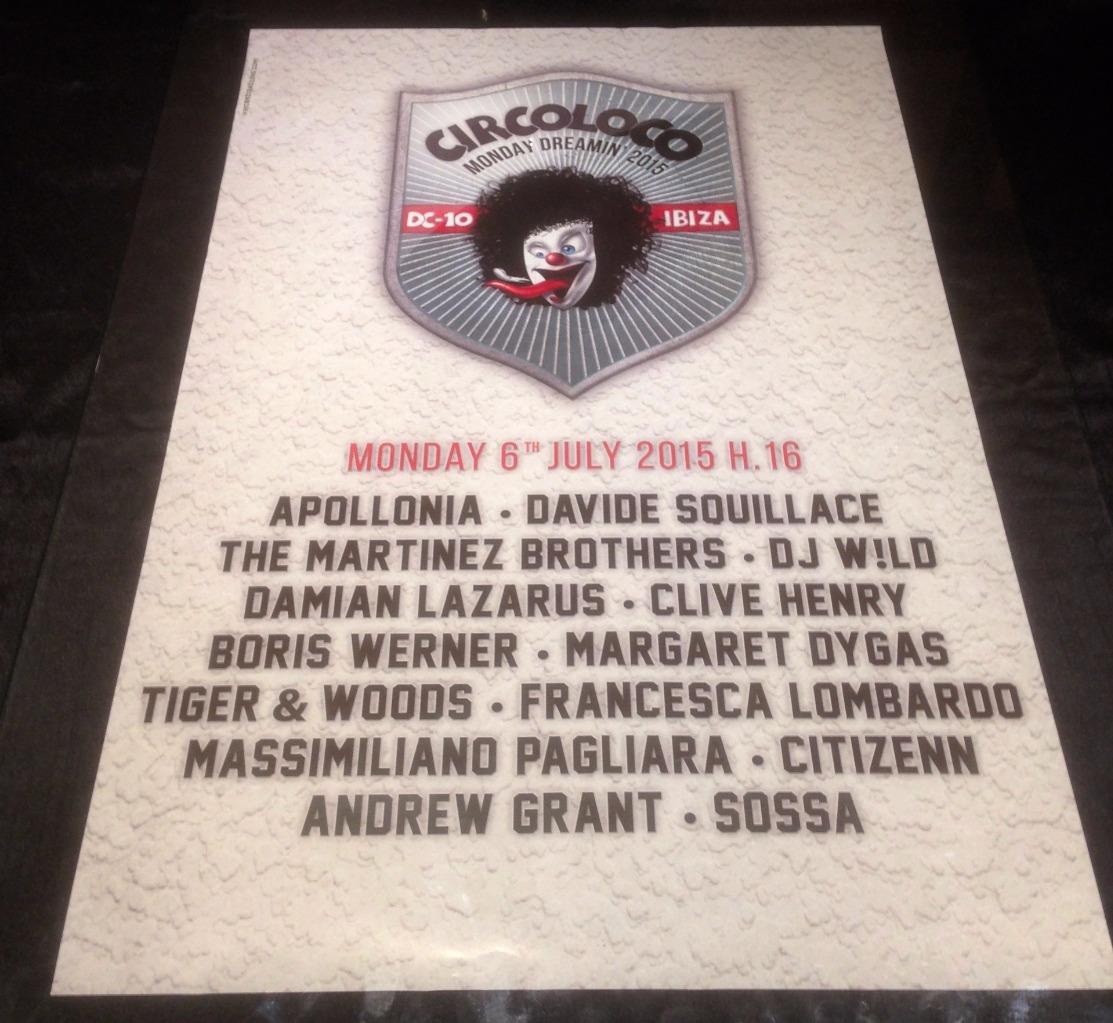 CIRCOLOCO
MONDAY DREAMIN' 2015
DC-10 IBIZA
MONDAY 6TH JULY 2015 H.16
APOLLONIA • DAVIDE SQUILLACE
THE MARTINEZ BROTHERS • DJ W!LD
DAMIAN LAZARUS • CLIVE HENRY
BORIS WERNER • MARGARET DYGAS
TIGER & WOODS • FRANCESCA LOMBARDO
MASSIMILIANO PAGLIARA • CITIZENN
ANDREW GRANT • SOSSA